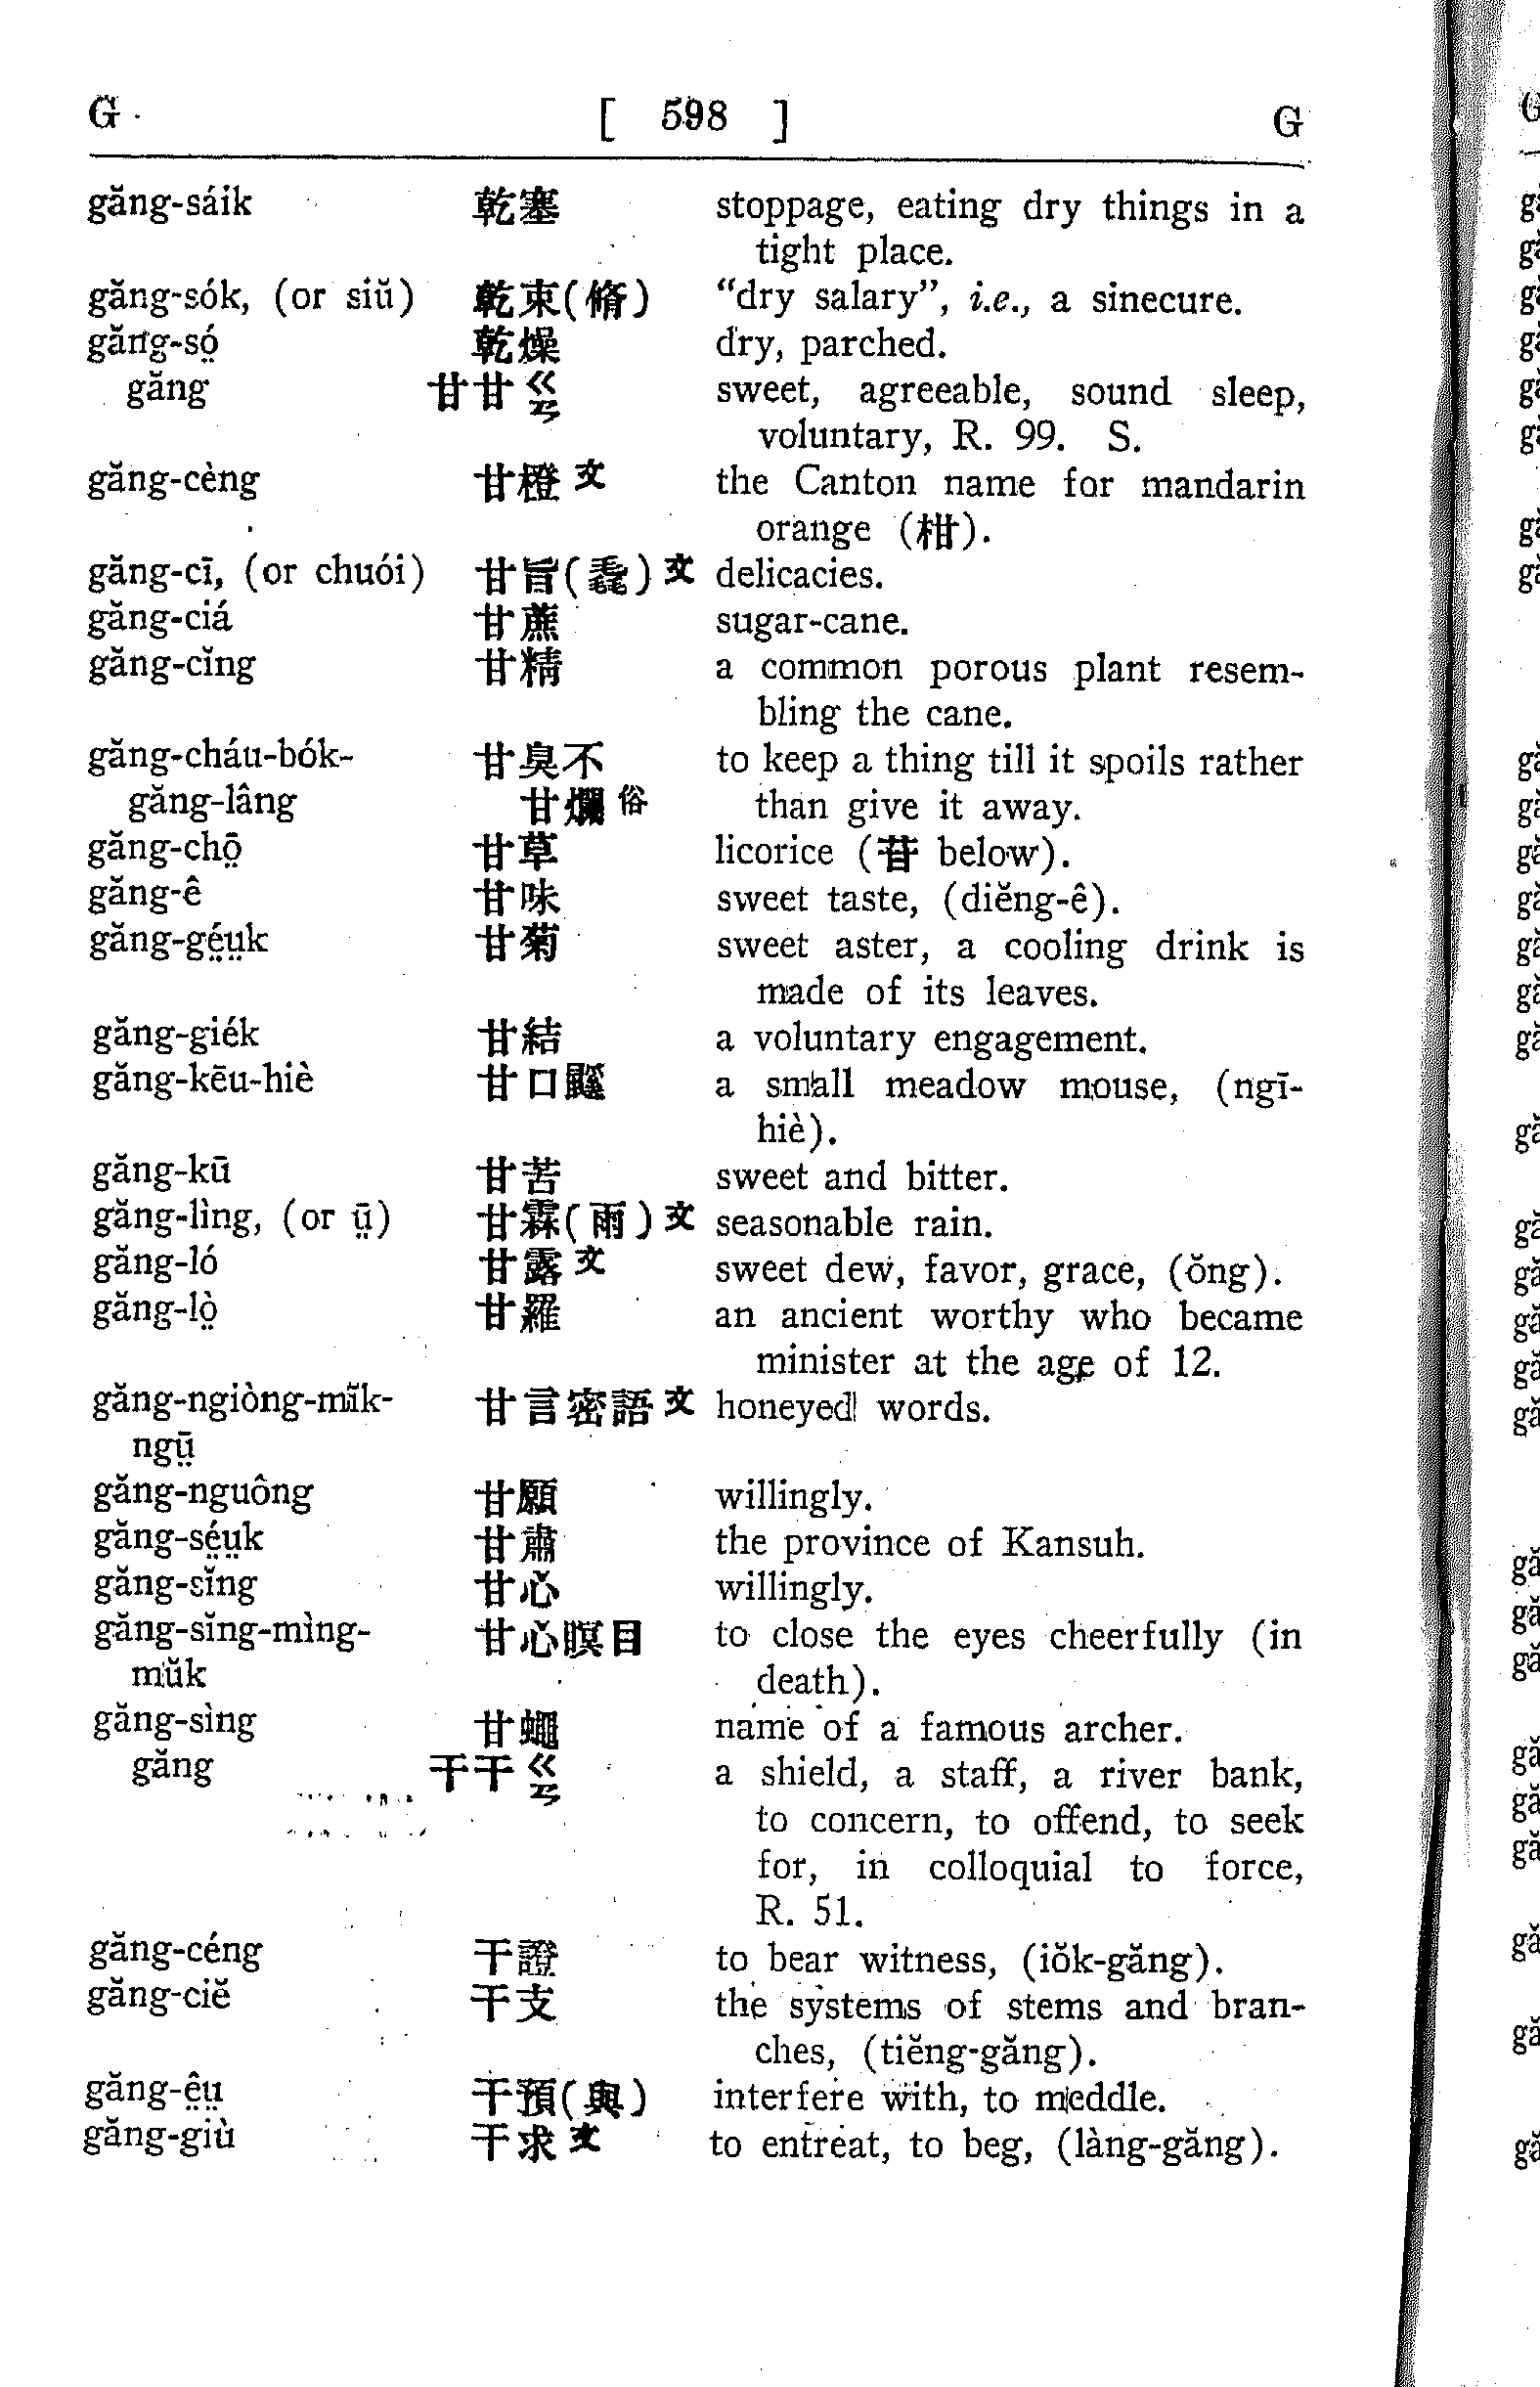 G [ 598 ] G
găng-sáik 乾塞 stoppage, eating dry things in a
tight place.
găng-sók, (or siŭ) 乾束(脩) “dry salary”, i.e., a sinecure.
găng-só̤ 乾燥 dry, parched.
găng 甘甘ㄍㄢ sweet, agreeable, sound sleep,
voluntary, R. 99. S.
găng-cèng 甘橙文 the Canton name for mandarin
orange (柑).
găng-cī, (or chuói) 甘旨(毳)文 delicacies.
găng-ciá 甘蔗 sugar-cane.
găng-cĭng 甘精 a common porous plant resem-
bling the cane.
găng-cháu-bók- 甘臭不 to keep a thing till it spoils rather
găng-lâng 甘爛俗 than give it away.
găng-chō̤ 甘草 licorice (苷 below).
găng-ê 甘味 sweet taste, (diĕng-ê).
găng-gé̤ṳk 甘菊 sweet aster, a cooling drink is
made of its leaves.
găng-giék 甘結 a voluntary engagement.
găng-kēu-hiè 甘口鼷 a small meadow mouse, (ngī-
hiè).
găng-kū 甘苦 sweet and bitter.
găng-lìng, (or ṳ̄) 甘霖(雨)文 seasonable rain.
găng-ló 甘露文 sweet dew, favor, grace, (ŏng).
găng-lò̤ 甘羅 an ancient worthy who became
minister at the age of 12.
găng-ngiòng-mĭk- 甘言密語文 honeyed words.
ngṳ̄
găng-nguông 甘願 willingly.
găng-sé̤ṳk 甘肅 the province of Kansuh.
găng-sĭng 甘心 willingly.
găng-sĭng-mìng- 甘心瞑目 to close the eyes cheerfully (in
mŭk death).
găng-sìng 甘蠅 name of a famous archer.
găng 干干ㄍㄢ a shield, a staff, a river bank,
to concern, to offend, to seek
for, in colloquial to force,
R. 51.
găng-céng 干證 to bear witness, (iŏk-găng).
găng-ciĕ 干支 the systems of stems and bran-
ches, (tiĕng-găng).
găng-ê̤ṳ 干預(與) interfere with, to meddle.
găng-giù 干求文 to entreat, to beg, (làng-găng).